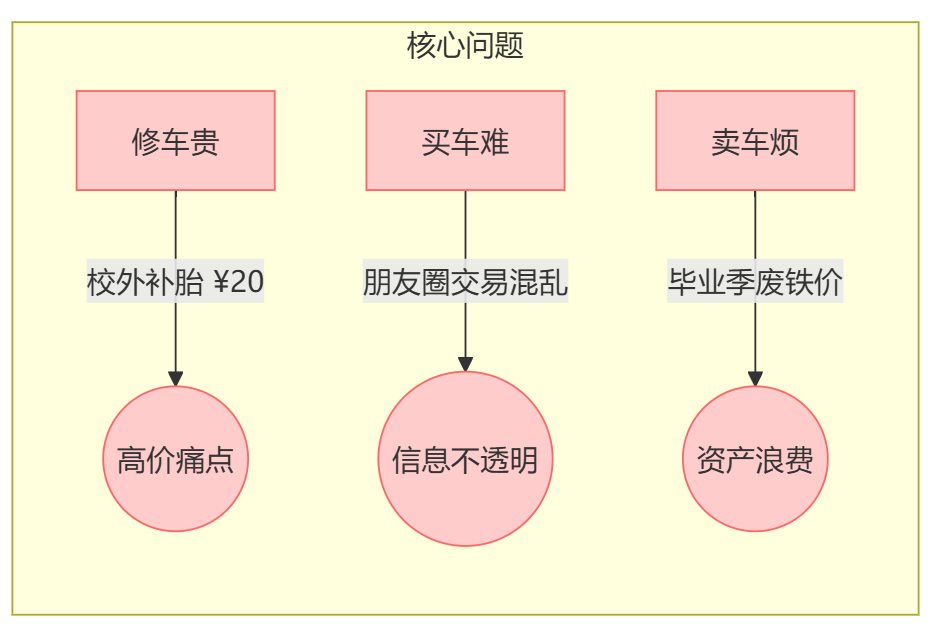 核心问题
修车贵
买车难
卖车烦
校外补胎 ¥20
朋友圈交易混乱
毕业季废铁价
高价痛点
信息不透明
资产浪费